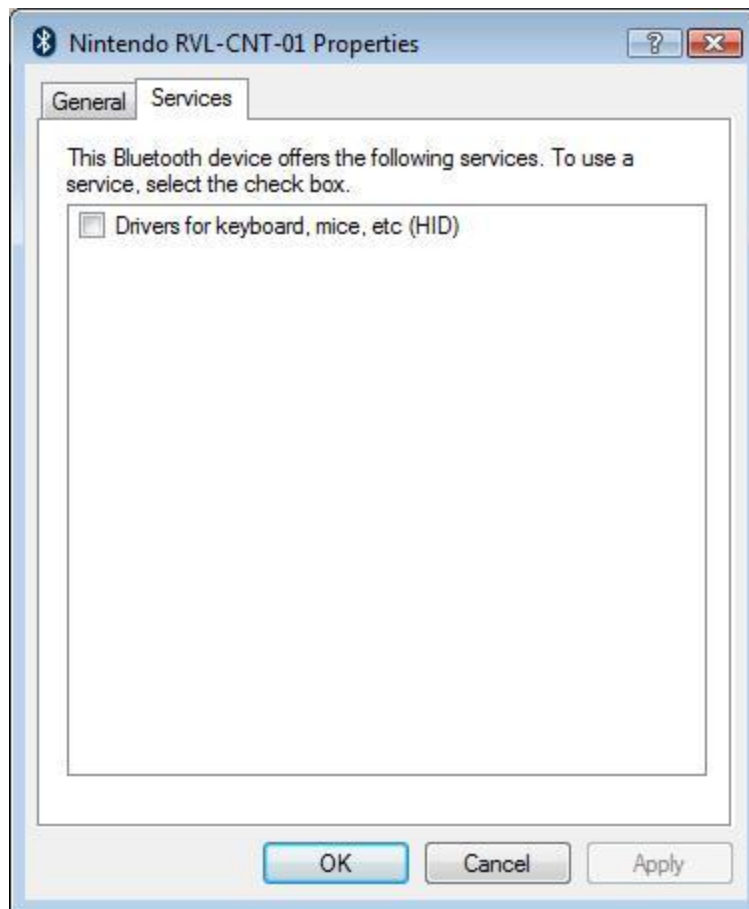 Nintendo RVL-CNT-01 Properties
General Services
This Bluetooth device offers the following services. To use a
service, select the check box.
Drivers for keyboard, mice, etc (HID)
OK Cancel Apply